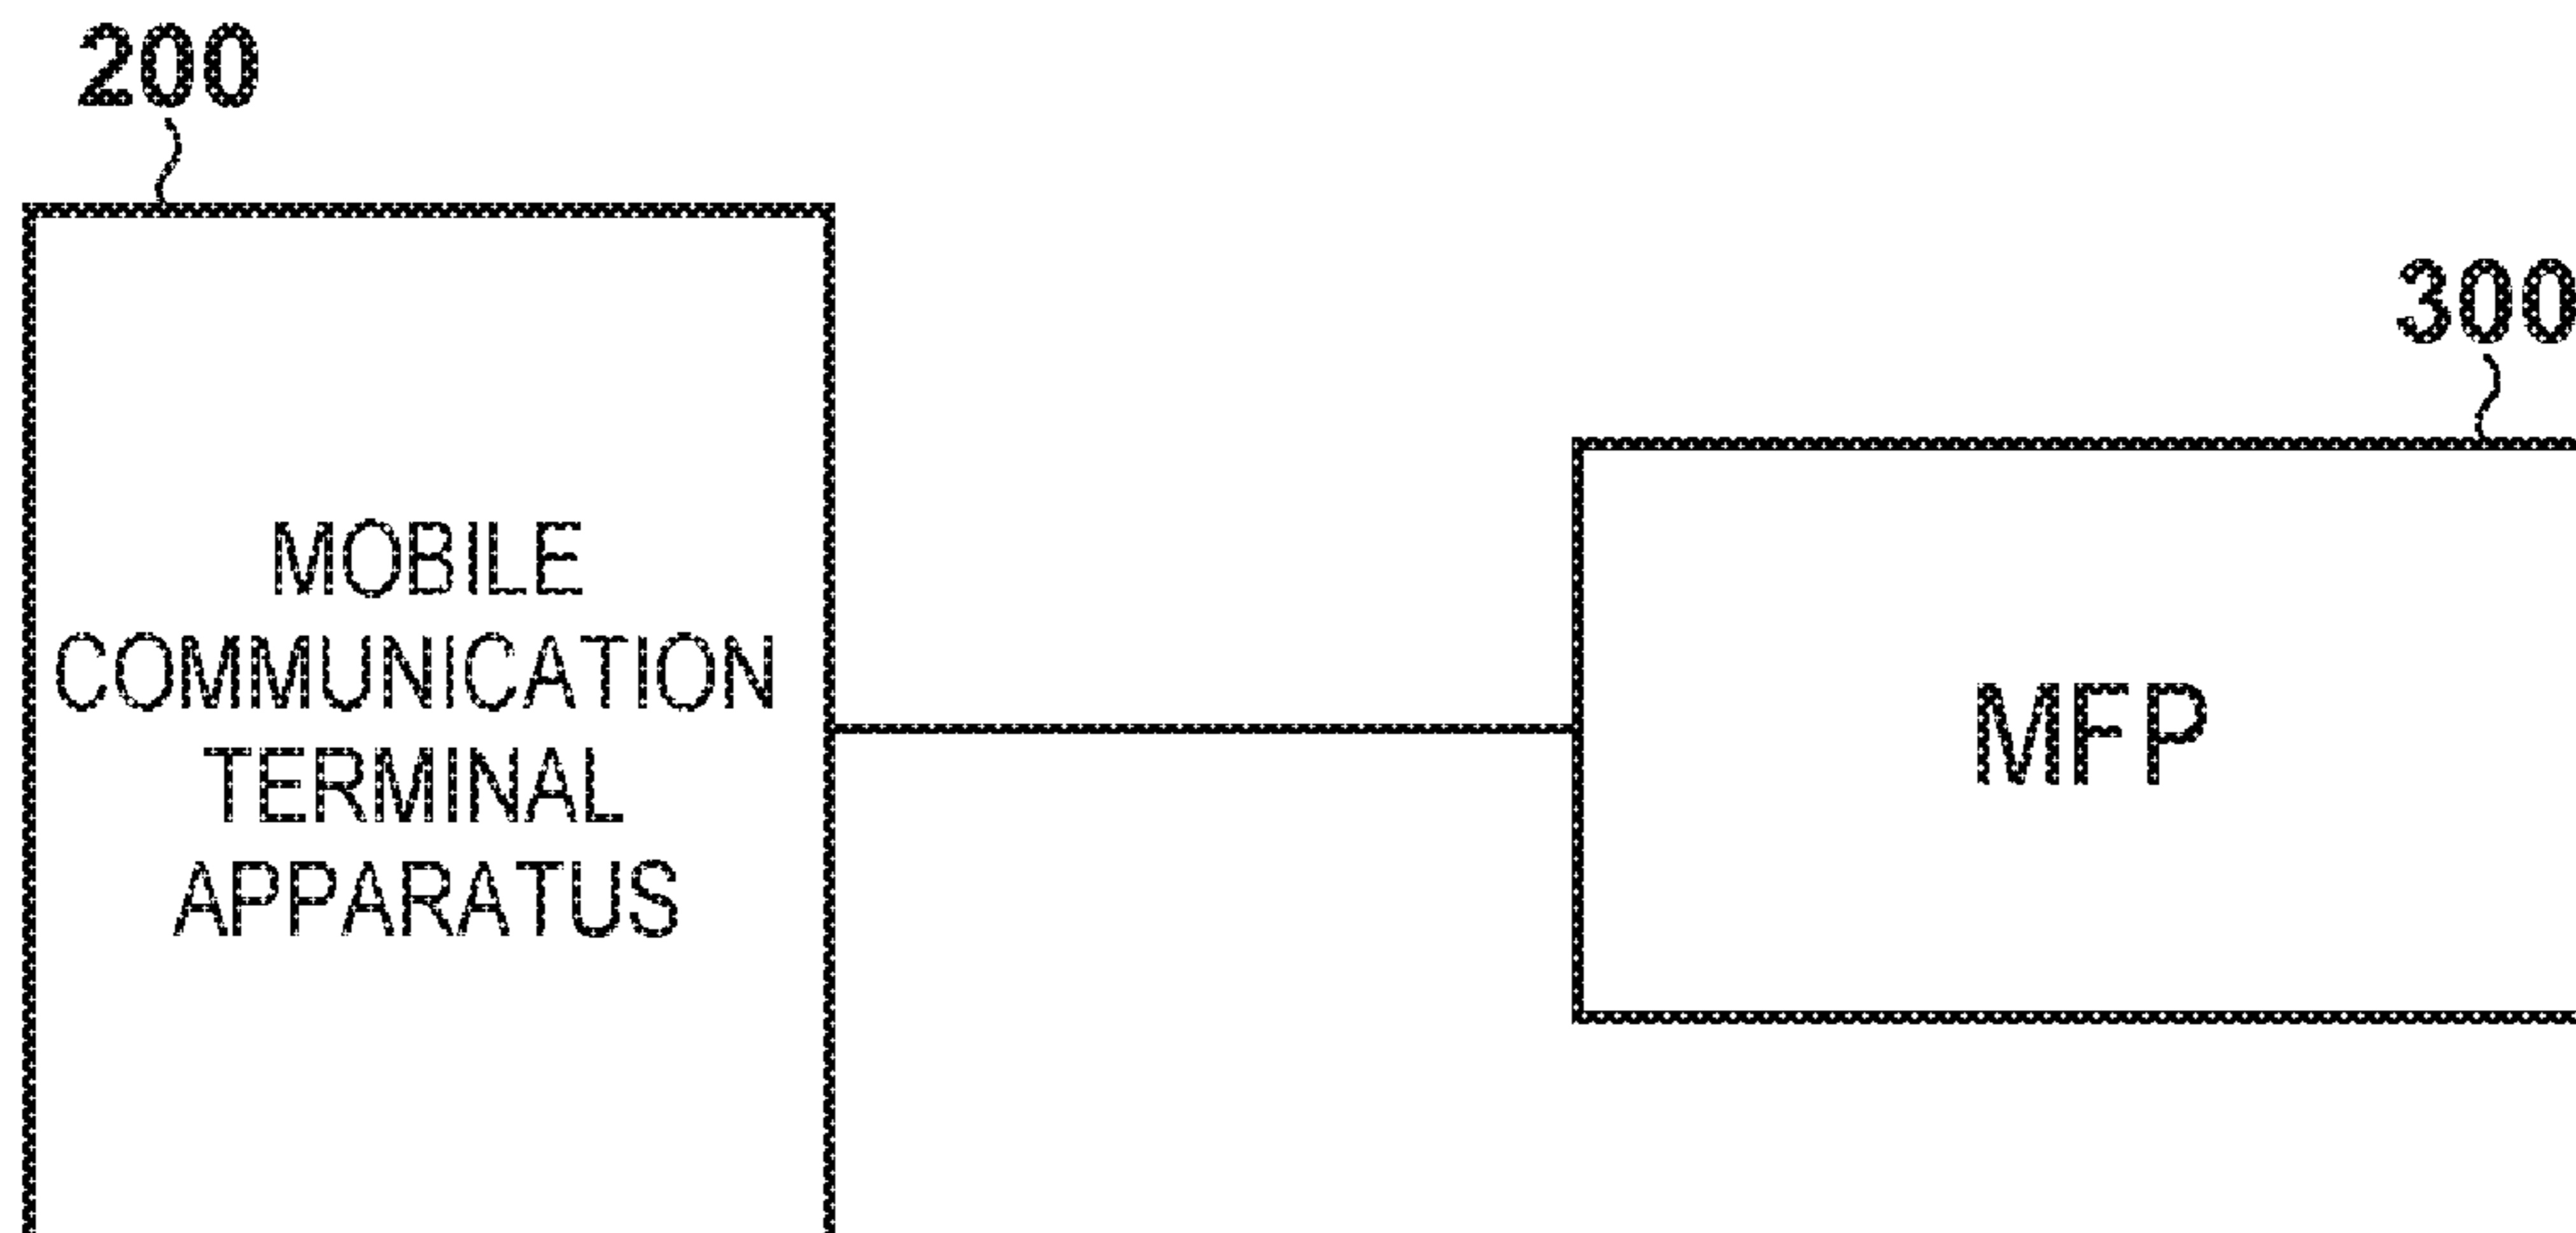 200
300
MOBILE
COMMUNICATION
TERMINAL
APPARATUS
MFP